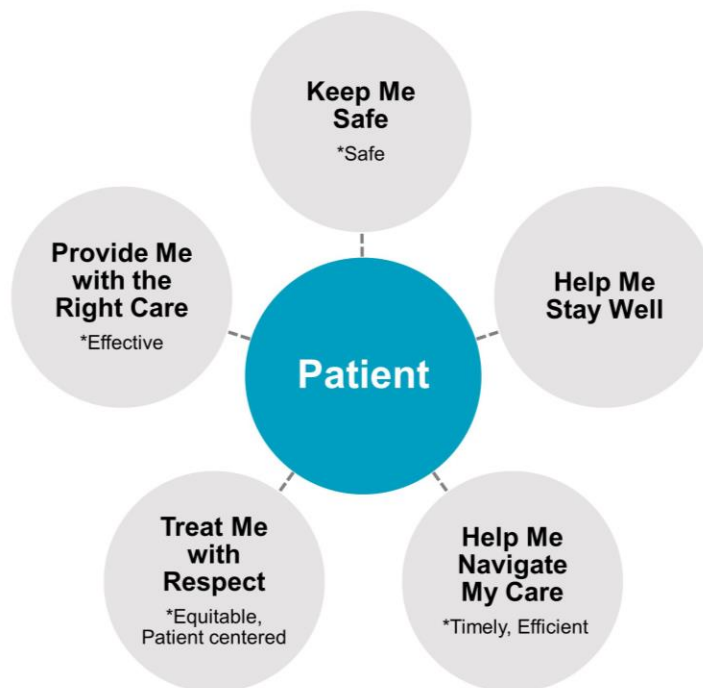 Keep Me
Safe
*Safe
Help Me
Stay Well
Help Me
Navigate
My Care
*Timely, Efficient
Treat Me
with
Respect
*Equitable,
Patient centered
Provide Me
with the
Right Care
*Effective
Patient